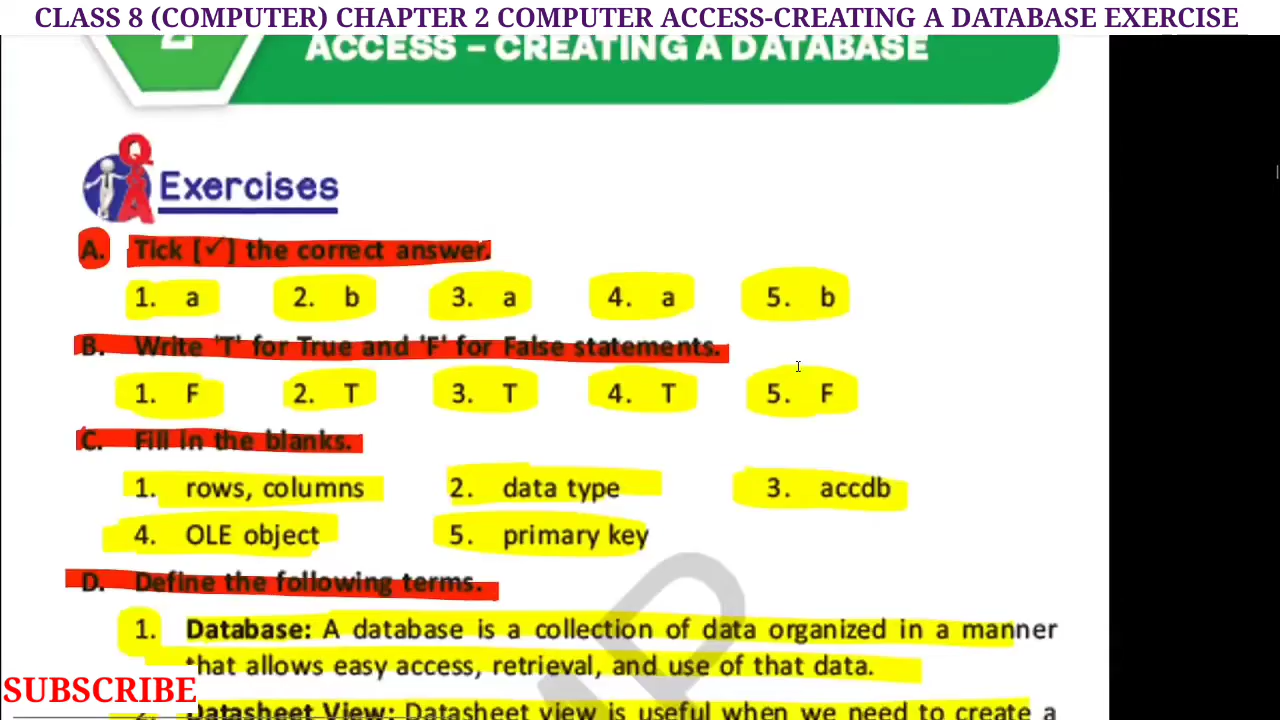 CLASS 8 (COMPUTER) CHAPTER 2 COMPUTER ACCESS-CREATING A DATABASE EXERCISE
2 ACCESS – CREATING A DATABASE
Q&A Exercises
A. Tick [✓] the correct answer.
1. a 2. b 3. a 4. a 5. b
B. Write 'T' for True and 'F' for False statements.
1. F 2. T 3. T 4. T 5. F
C. Fill in the blanks.
1. rows, columns 2. data type 3. accdb
4. OLE object 5. primary key
D. Define the following terms.
1. Database: A database is a collection of data organized in a manner
that allows easy access, retrieval, and use of that data.
SUBSCRIBE
2. Datasheet View: Datasheet view is useful when we need to create a